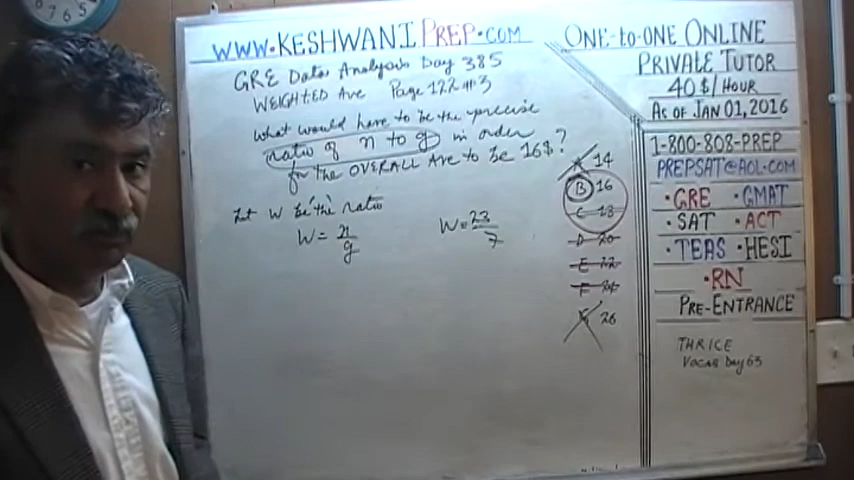 WWW.KESHWANIPREP.COM
GRE Data Analysis Day 385
WEIGHTED AVE Page 122 #3
What would have to be the precise
ratio of n to g in order
for the OVERALL AVE to be 16$?
Let W be the ratio
W = n/g
W = 23/7
A 14
B 16
C 18
D 20
E 22
F 24
G 26
ONE-TO-ONE ONLINE
PRIVATE TUTOR
40$/HOUR
AS OF JAN 01, 2016
1-800-808-PREP
PREPSAT@AOL.COM
•GRE •GMAT
•SAT •ACT
•TEAS •HESI
•RN
PRE-ENTRANCE
THRICE
VOCAB Day 63